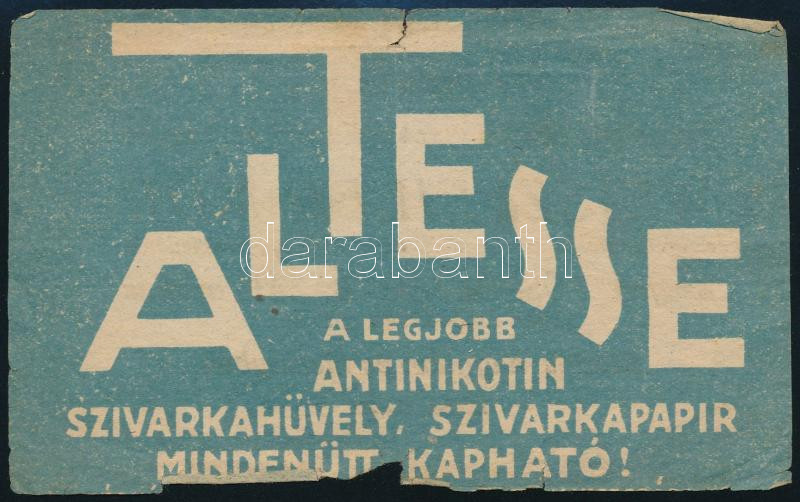 ALTESSE
A LEGJOBB
ANTINIKOTIN
SZIVARKAHÜVELY, SZIVARKAPAPIR
MINDENÜTT KAPHATÓ!
darabanth